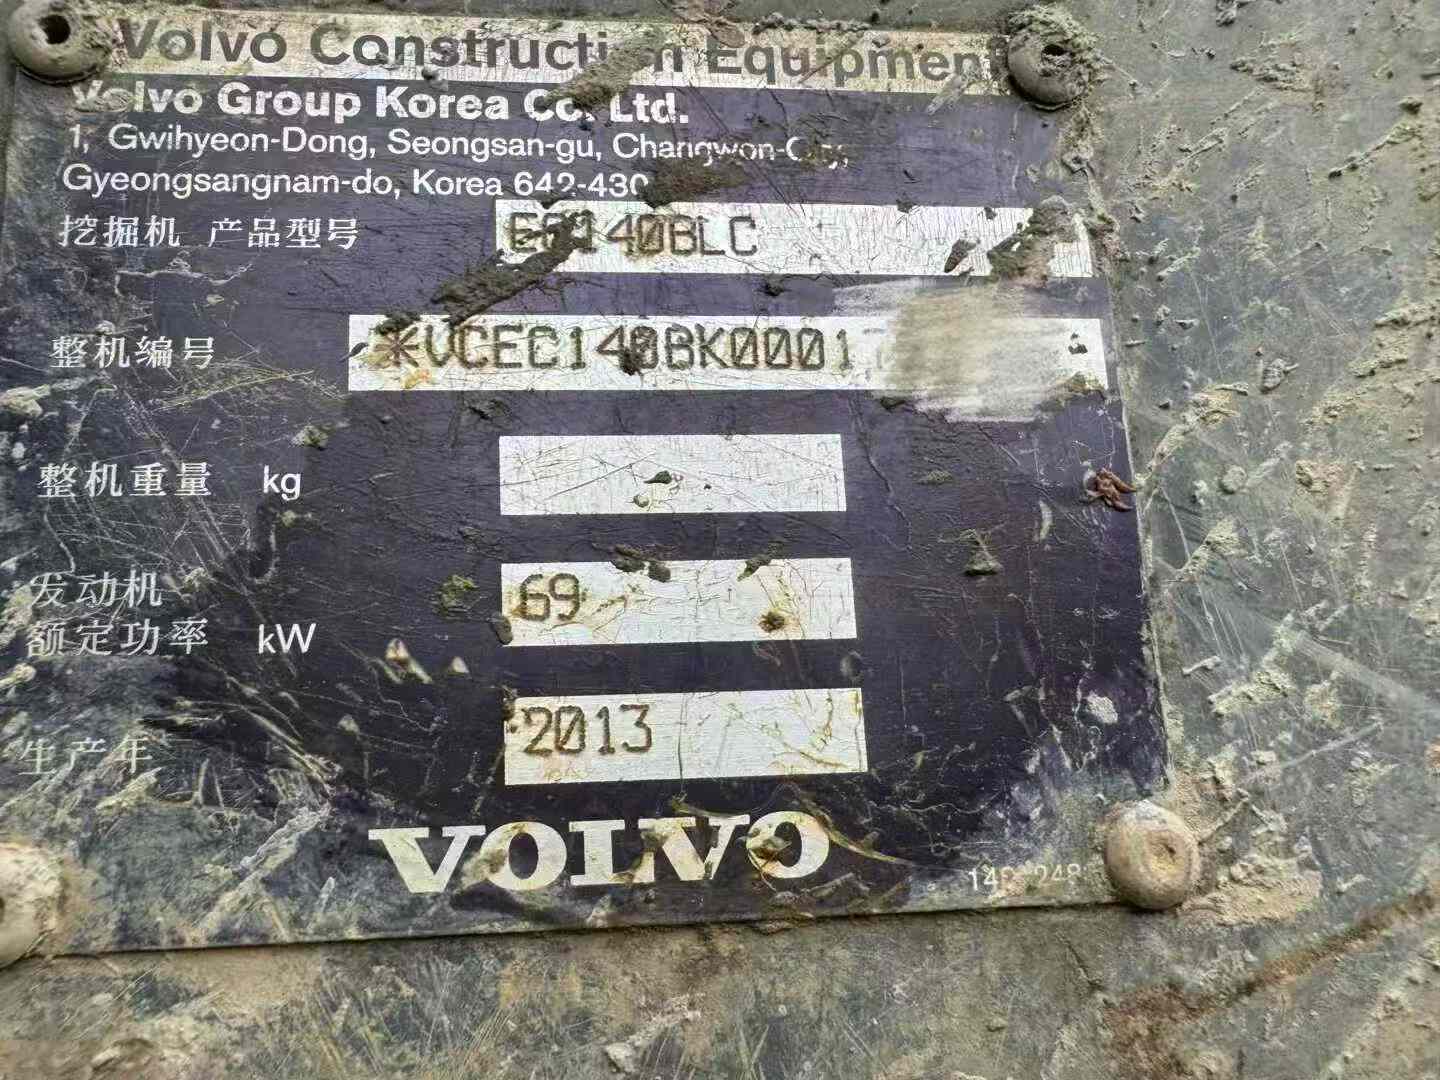 Volvo Construction Equipment
Volvo Group Korea Co. Ltd.
1, Gwihyeon-Dong, Seongsan-gu, Changwon-City,
Gyeongsangnam-do, Korea 642-430
挖掘机 产品型号 EC140BLC
整机编号 *VCEC140BK0001
整机重量 kg
发动机
额定功率 kW 69
生产年 2013
VOLVO